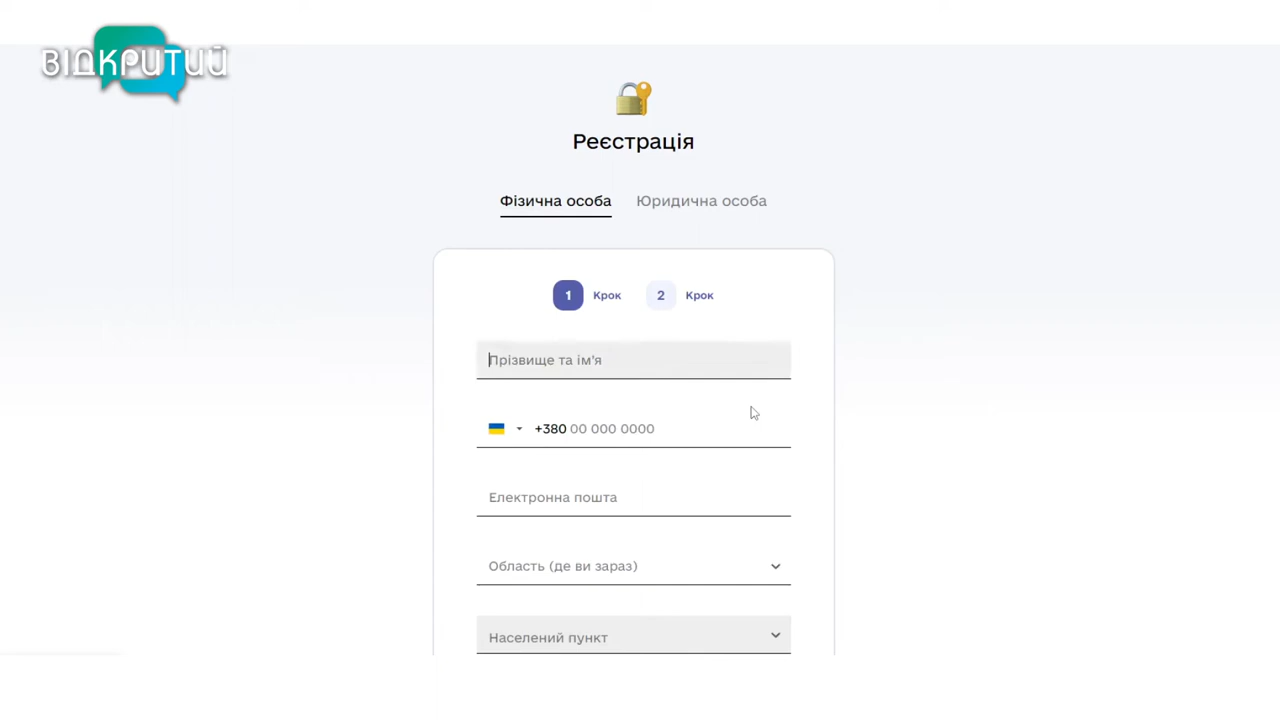 ВІДКРИТИЙ
Реєстрація
Фізична особа
Юридична особа
1 Крок 2 Крок
Прізвище та ім'я
+380 00 000 0000
Електронна пошта
Область (де ви зараз)
Населений пункт